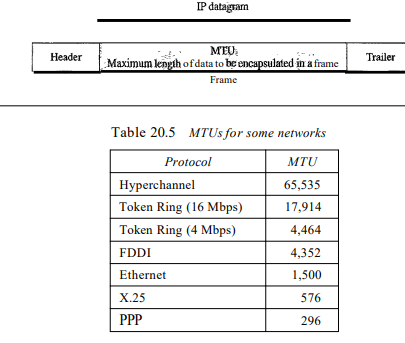 IP datagram
Header
MTU
Maximum length of data to be encapsulated in a frame
Trailer
Frame
Table 20.5 MTUs for some networks
Protocol MTU
Hyperchannel 65,535
Token Ring (16 Mbps) 17,914
Token Ring (4 Mbps) 4,464
FDDI 4,352
Ethernet 1,500
X.25 576
PPP 296